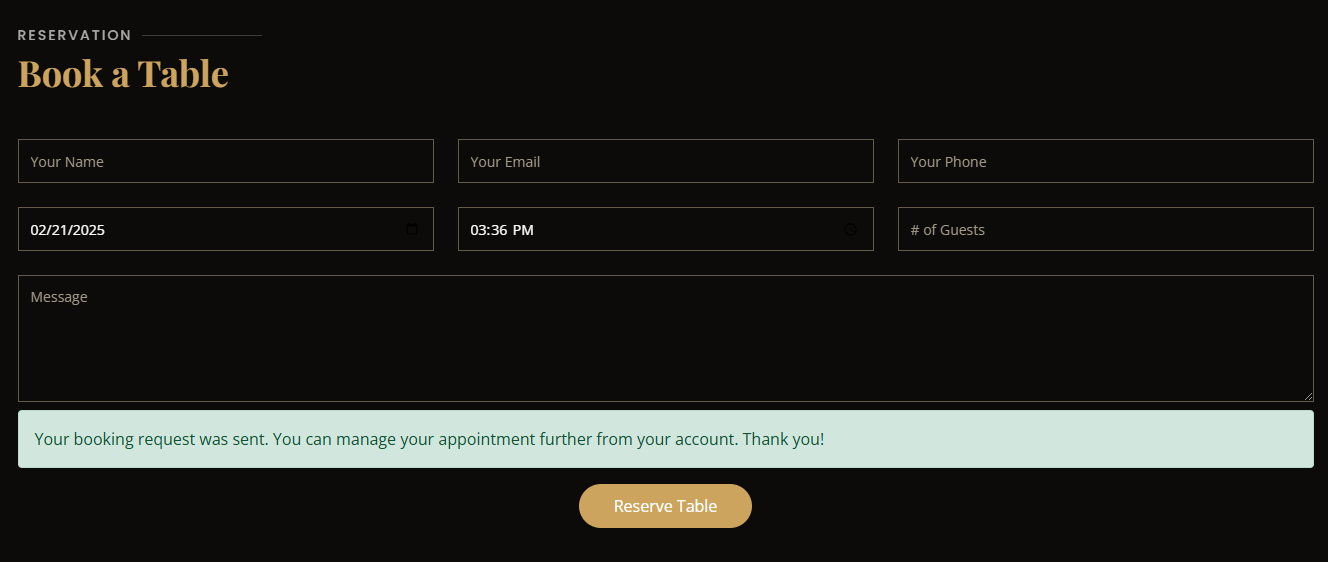 RESERVATION
Book a Table
Your Name
Your Email
Your Phone
02/21/2025
03:36 PM
# of Guests
Message
Your booking request was sent. You can manage your appointment further from your account. Thank you!
Reserve Table